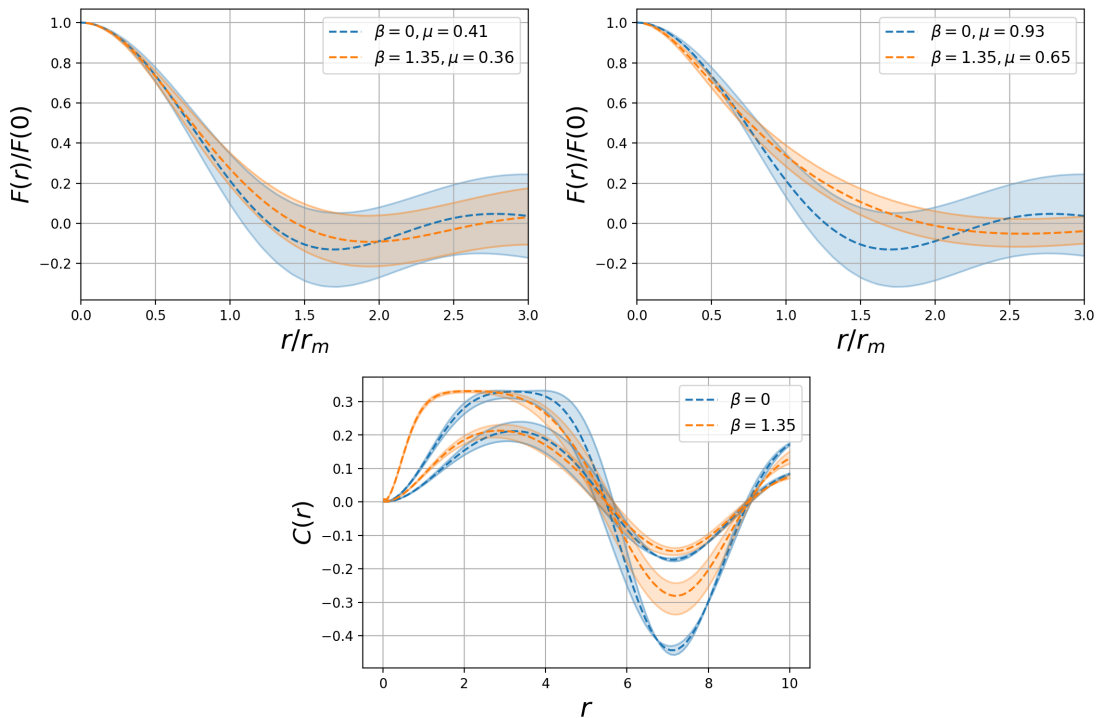 F(r)/F(0)
1.0
0.8
0.6
0.4
0.2
0.0
−0.2
β = 0, μ = 0.41
β = 1.35, μ = 0.36
0.0 0.5 1.0 1.5 2.0 2.5 3.0
r/r_m
F(r)/F(0)
1.0
0.8
0.6
0.4
0.2
0.0
−0.2
β = 0, μ = 0.93
β = 1.35, μ = 0.65
0.0 0.5 1.0 1.5 2.0 2.5 3.0
r/r_m
C(r)
0.3
0.2
0.1
0.0
−0.1
−0.2
−0.3
−0.4
β = 0
β = 1.35
0 2 4 6 8 10
r